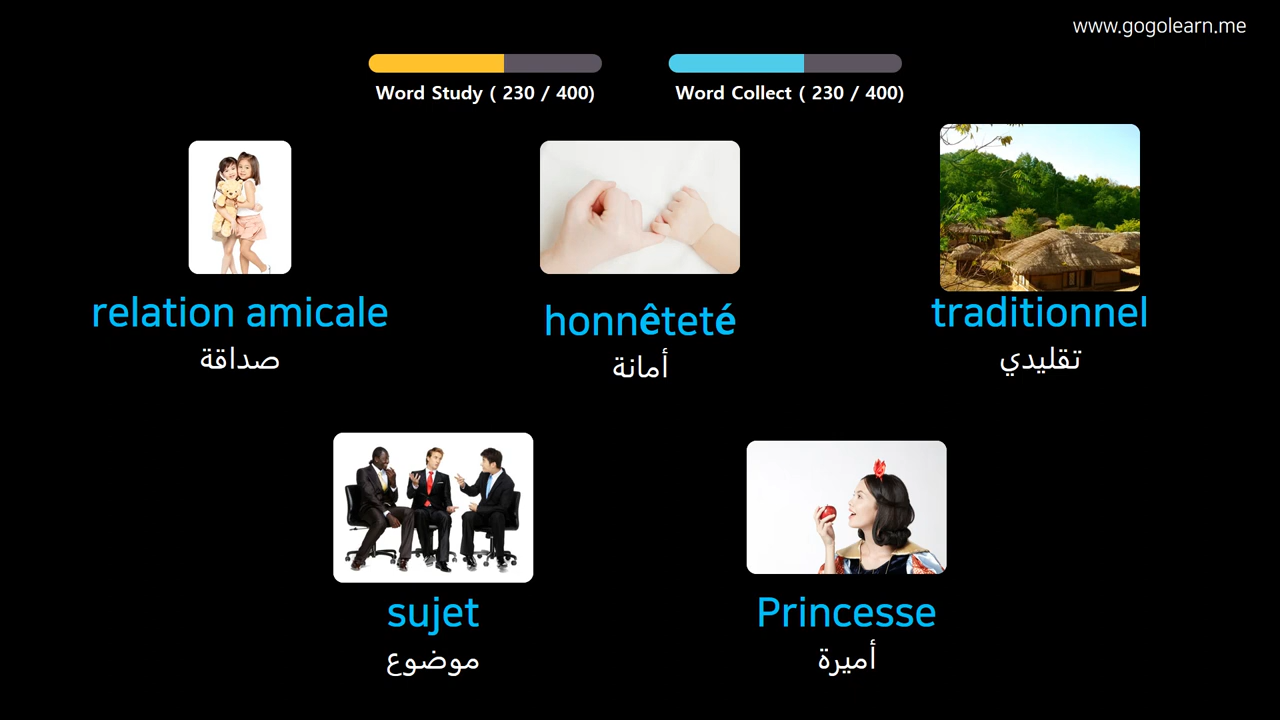 www.gogolearn.me
Word Study ( 230 / 400)
Word Collect ( 230 / 400)
relation amicale
صداقة
honnêteté
أمانة
traditionnel
تقليدي
sujet
موضوع
Princesse
أميرة